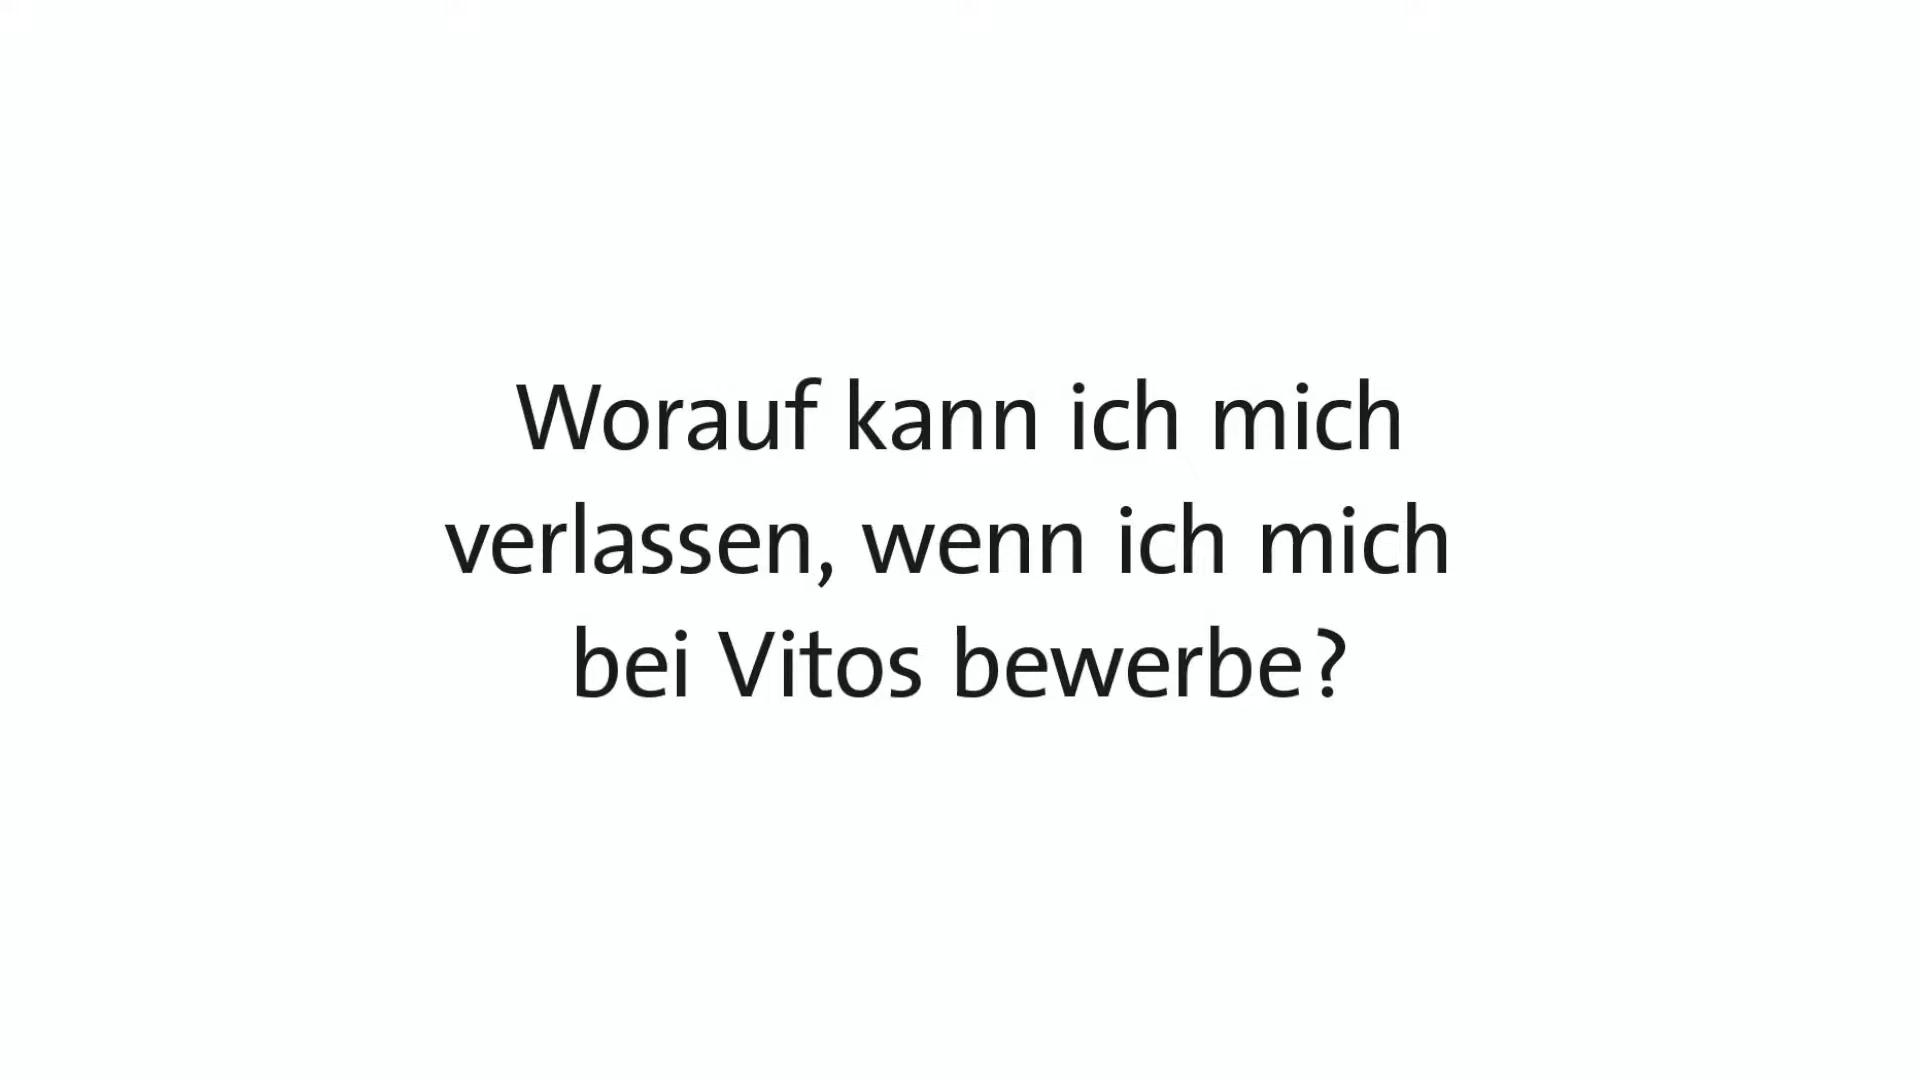 Worauf kann ich mich
verlassen, wenn ich mich
bei Vitos bewerbe?